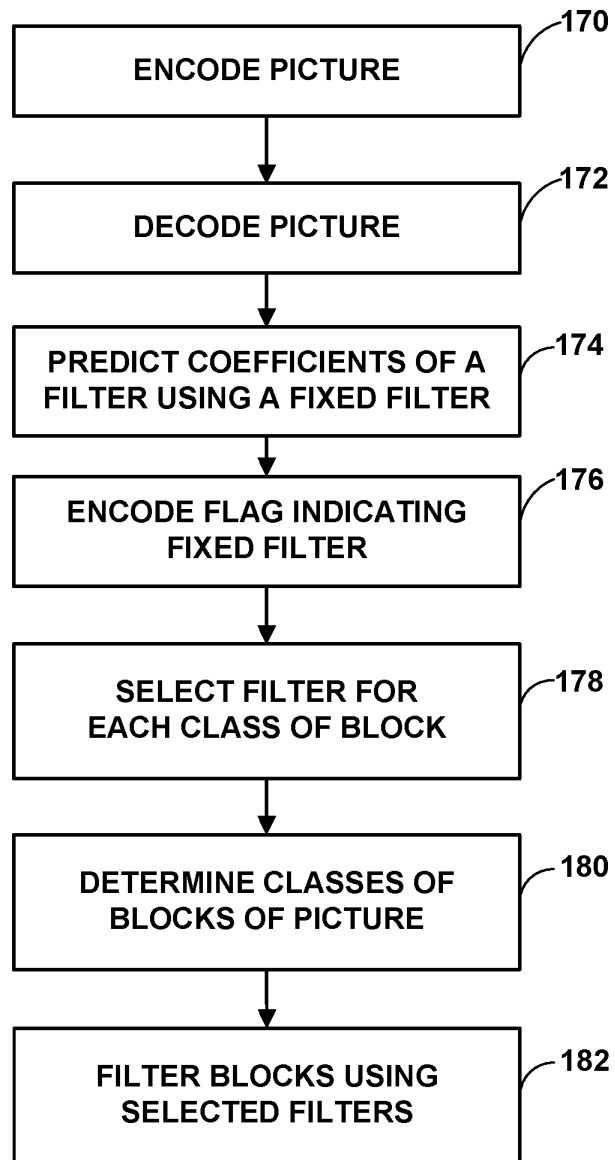 170
ENCODE PICTURE
172
DECODE PICTURE
174
PREDICT COEFFICIENTS OF A
FILTER USING A FIXED FILTER
176
ENCODE FLAG INDICATING
FIXED FILTER
178
SELECT FILTER FOR
EACH CLASS OF BLOCK
180
DETERMINE CLASSES OF
BLOCKS OF PICTURE
182
FILTER BLOCKS USING
SELECTED FILTERS